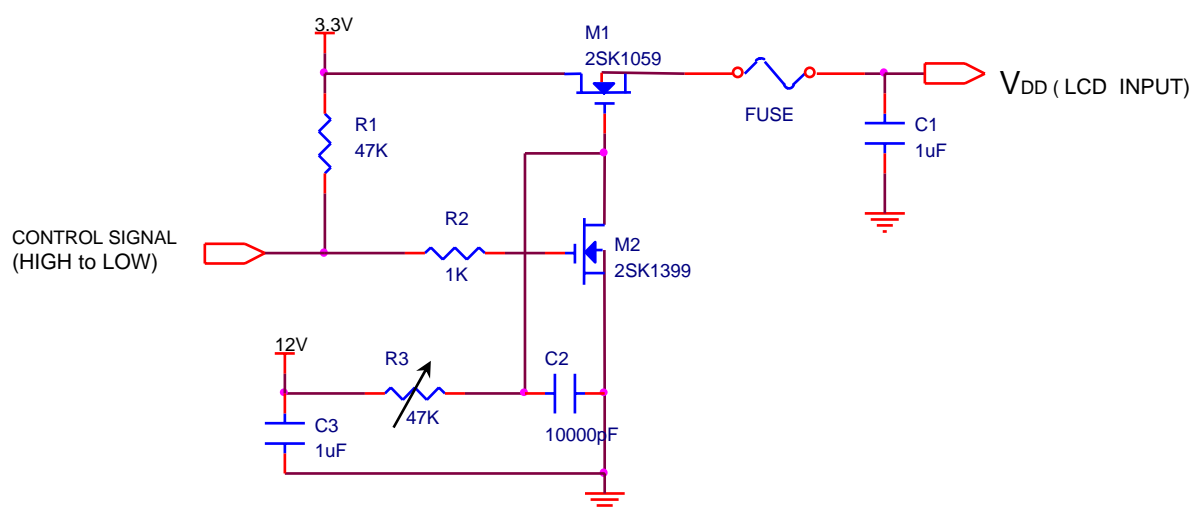 3.3V
M1
2SK1059
FUSE
VDD ( LCD INPUT)
R1
47K
C1
1uF
CONTROL SIGNAL
(HIGH to LOW)
R2
1K
M2
2SK1399
12V
R3
47K
C2
10000pF
C3
1uF